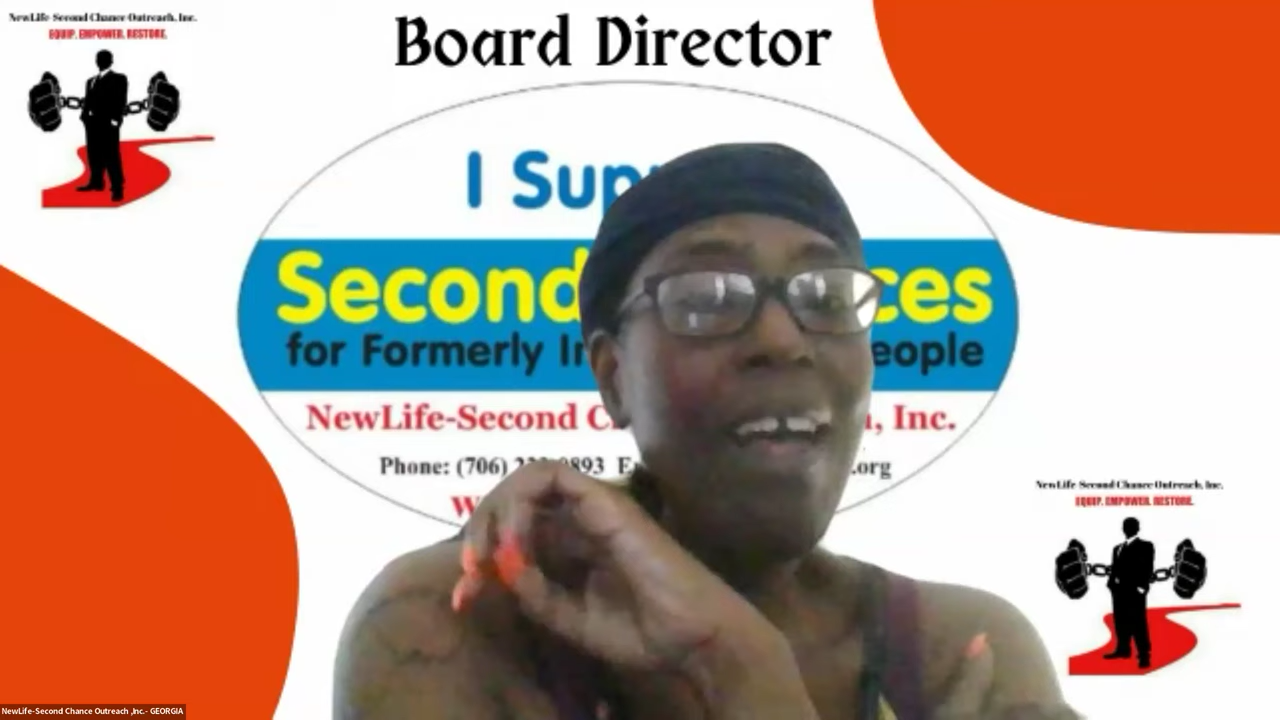 NewLife-Second Chance Outreach, Inc.
EQUIP. EMPOWER. RESTORE.
Board Director
I Sup
Second ces
for Formerly In eople
NewLife-Second C , Inc.
Phone: (706) 893 E .org
W
NewLife-Second Chance Outreach, Inc.
EQUIP. EMPOWER. RESTORE.
NewLife-Second Chance Outreach ,Inc.- GEORGIA